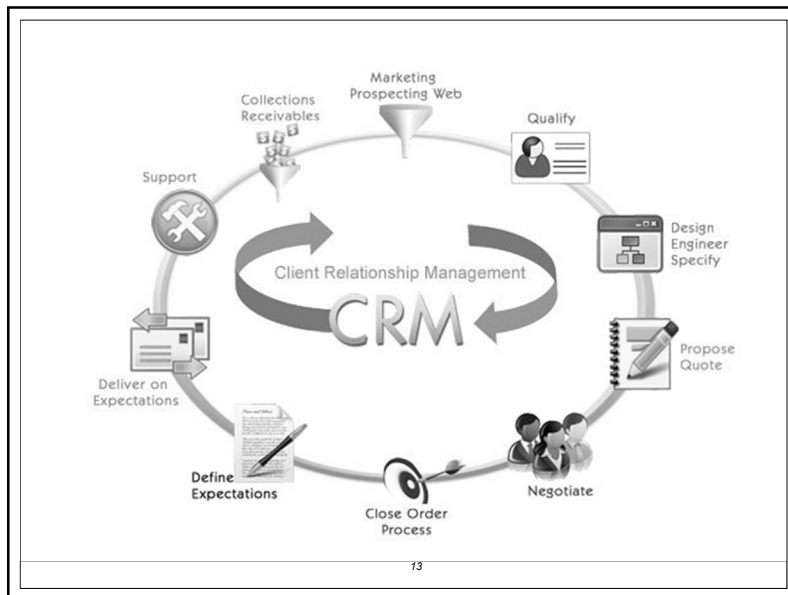 Marketing
Prospecting Web
Qualify
Design
Engineer
Specify
Propose
Quote
Negotiate
Close Order
Process
Define
Expectations
Deliver on
Expectations
Support
Collections
Receivables
Client Relationship Management
CRM
13